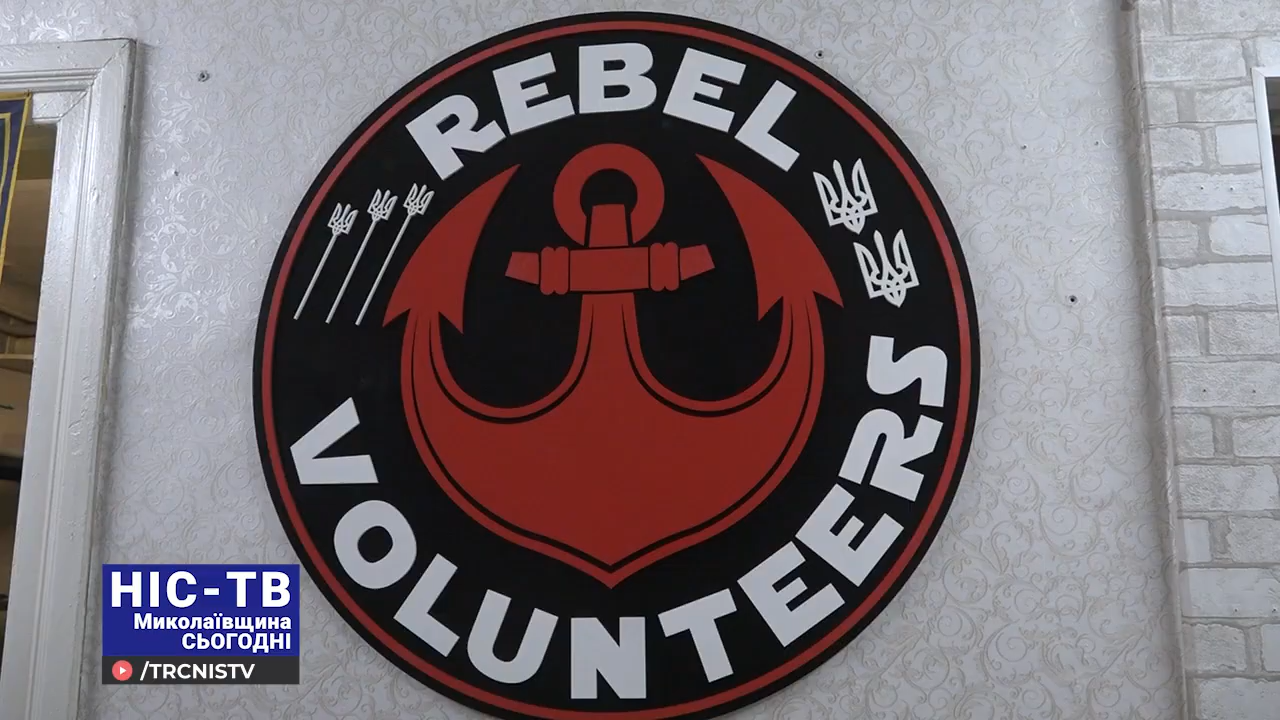 REBEL
VOLUNTEERS
НІС-ТВ
Миколаївщина
СЬОГОДНІ
/TRCNISTV